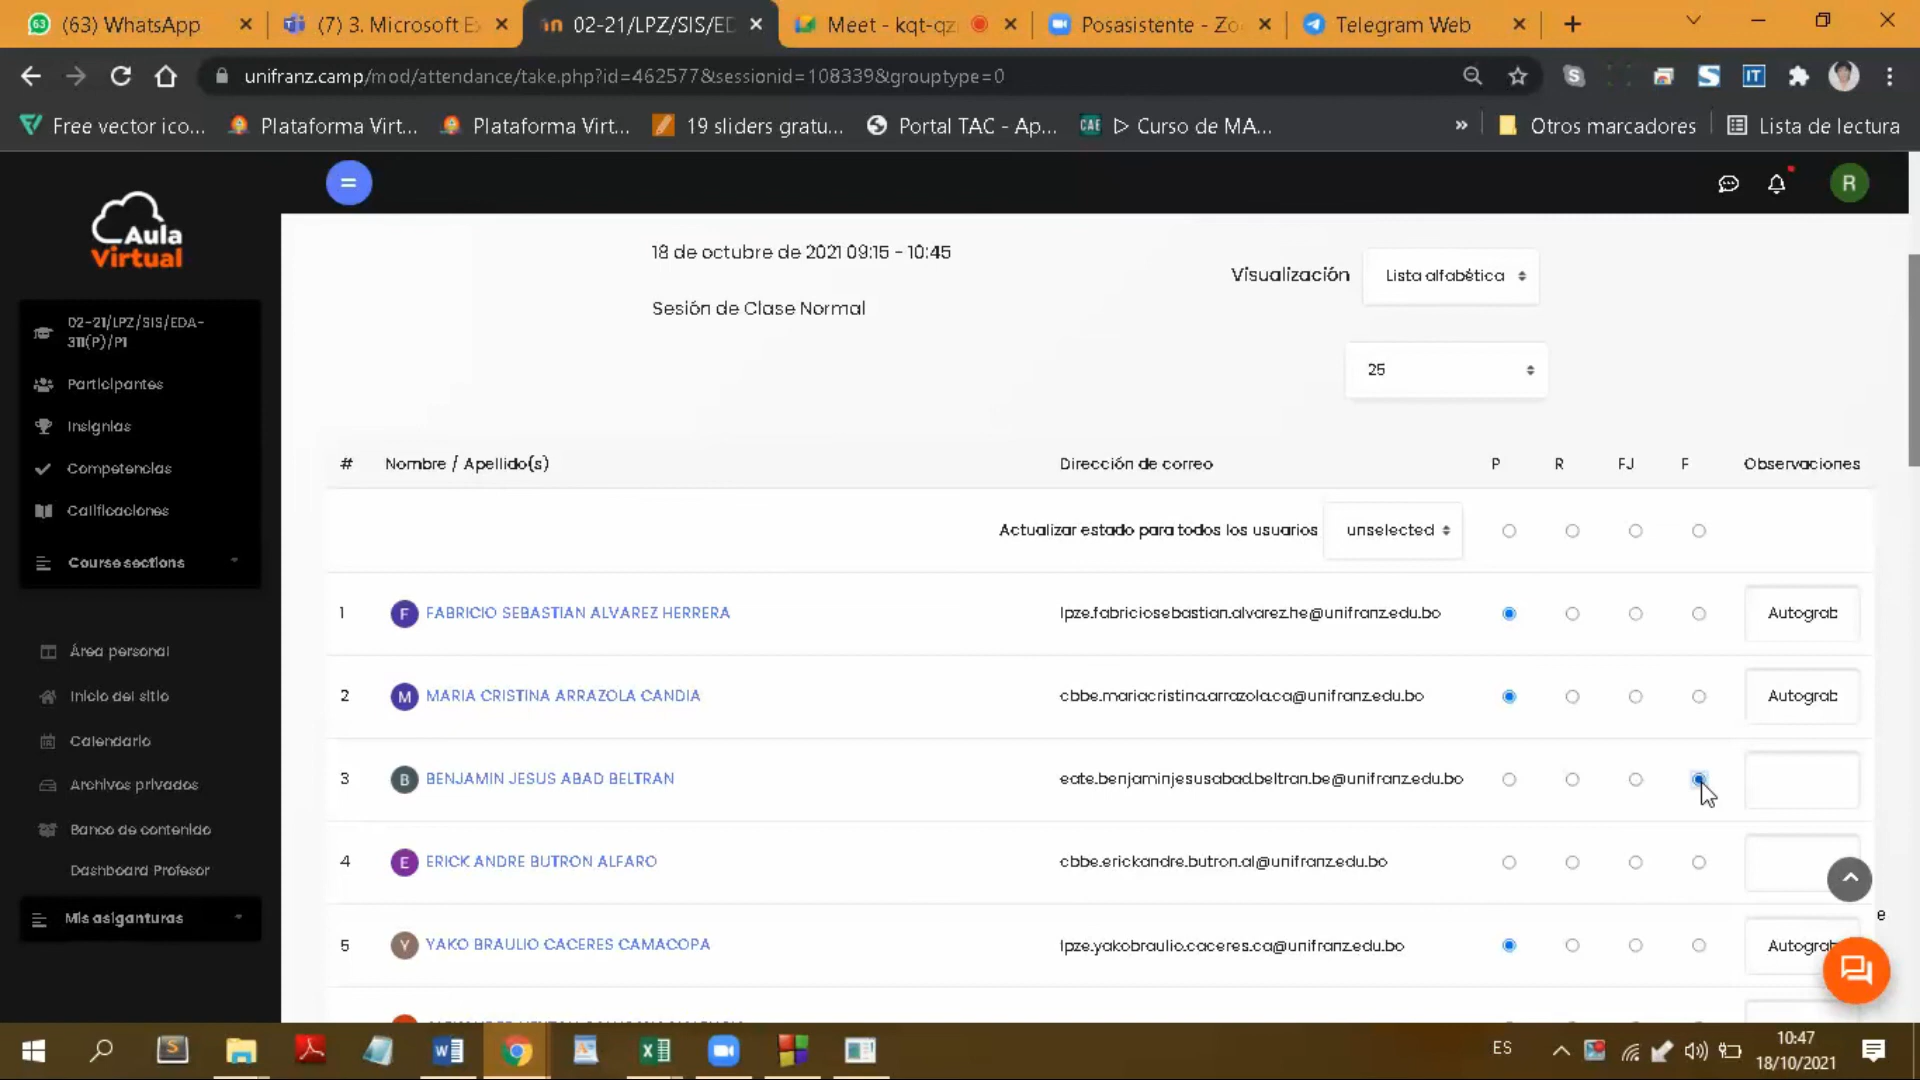 (63) WhatsApp
(7) 3. Microsoft E
02-21/LPZ/SIS/ED
Meet - kqt-qz
Posasistente - Zo
Telegram Web
unifranz.camp/mod/attendance/take.php?id=462577&sessionid=108339&grouptype=0
Free vector ico...
Plataforma Virt...
Plataforma Virt...
19 sliders gratu...
Portal TAC - Ap...
CAE
▷ Curso de MA...
»
Otros marcadores
Lista de lectura
Aula
Virtual
R
02-21/LPZ/SIS/EDA-
311(P)/P1
Participantes
Insignias
Competencias
Calificaciones
Course sections
Área personal
Inicio del sitio
Calendario
Archivos privados
Banco de contenido
Dashboard Profesor
Mis asiganturas
18 de octubre de 2021 09:15 - 10:45
Visualización
Lista alfabética
Sesión de Clase Normal
25
# Nombre / Apellido(s) Dirección de correo P R FJ F Observaciones
Actualizar estado para todos los usuarios unselected
1 F FABRICIO SEBASTIAN ALVAREZ HERRERA lpze.fabriciosebastian.alvarez.he@unifranz.edu.bo Autograb
2 M MARIA CRISTINA ARRAZOLA CANDIA cbbe.mariacristina.arrazola.ca@unifranz.edu.bo Autograb
3 B BENJAMIN JESUS ABAD BELTRAN eate.benjaminjesusabad.beltran.be@unifranz.edu.bo
4 E ERICK ANDRE BUTRON ALFARO cbbe.erickandre.butron.al@unifranz.edu.bo
e
5 Y YAKO BRAULIO CACERES CAMACOPA lpze.yakobraulio.caceres.ca@unifranz.edu.bo Autograb
ES
10:47
18/10/2021